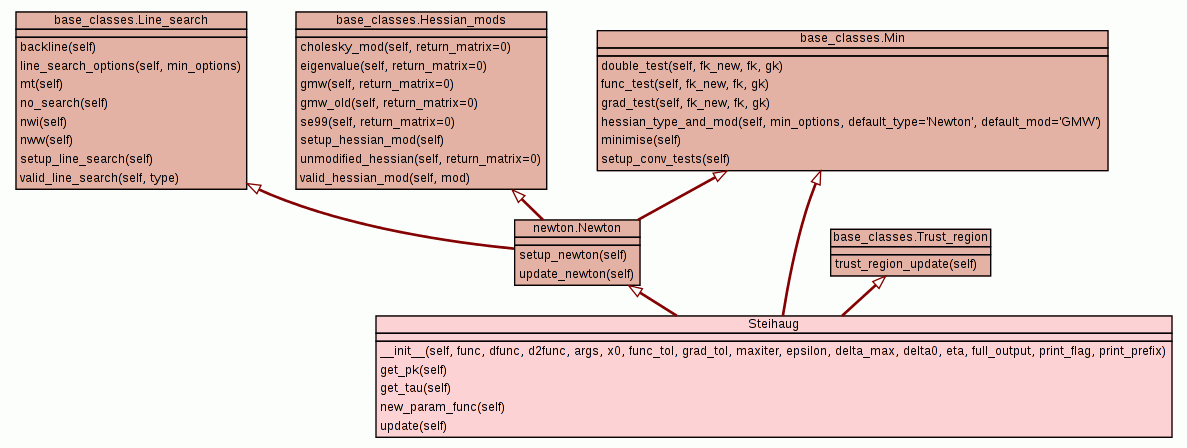 base_classes.Line_search
backline(self)
line_search_options(self, min_options)
mt(self)
no_search(self)
nwi(self)
nww(self)
setup_line_search(self)
valid_line_search(self, type)
base_classes.Hessian_mods
cholesky_mod(self, return_matrix=0)
eigenvalue(self, return_matrix=0)
gmw(self, return_matrix=0)
gmw_old(self, return_matrix=0)
se99(self, return_matrix=0)
setup_hessian_mod(self)
unmodified_hessian(self, return_matrix=0)
valid_hessian_mod(self, mod)
base_classes.Min
double_test(self, fk_new, fk, gk)
func_test(self, fk_new, fk, gk)
grad_test(self, fk_new, fk, gk)
hessian_type_and_mod(self, min_options, default_type='Newton', default_mod='GMW')
minimise(self)
setup_conv_tests(self)
newton.Newton
setup_newton(self)
update_newton(self)
base_classes.Trust_region
trust_region_update(self)
Steihaug
__init__(self, func, dfunc, d2func, args, x0, func_tol, grad_tol, maxiter, epsilon, delta_max, delta0, eta, full_output, print_flag, print_prefix)
get_pk(self)
get_tau(self)
new_param_func(self)
update(self)